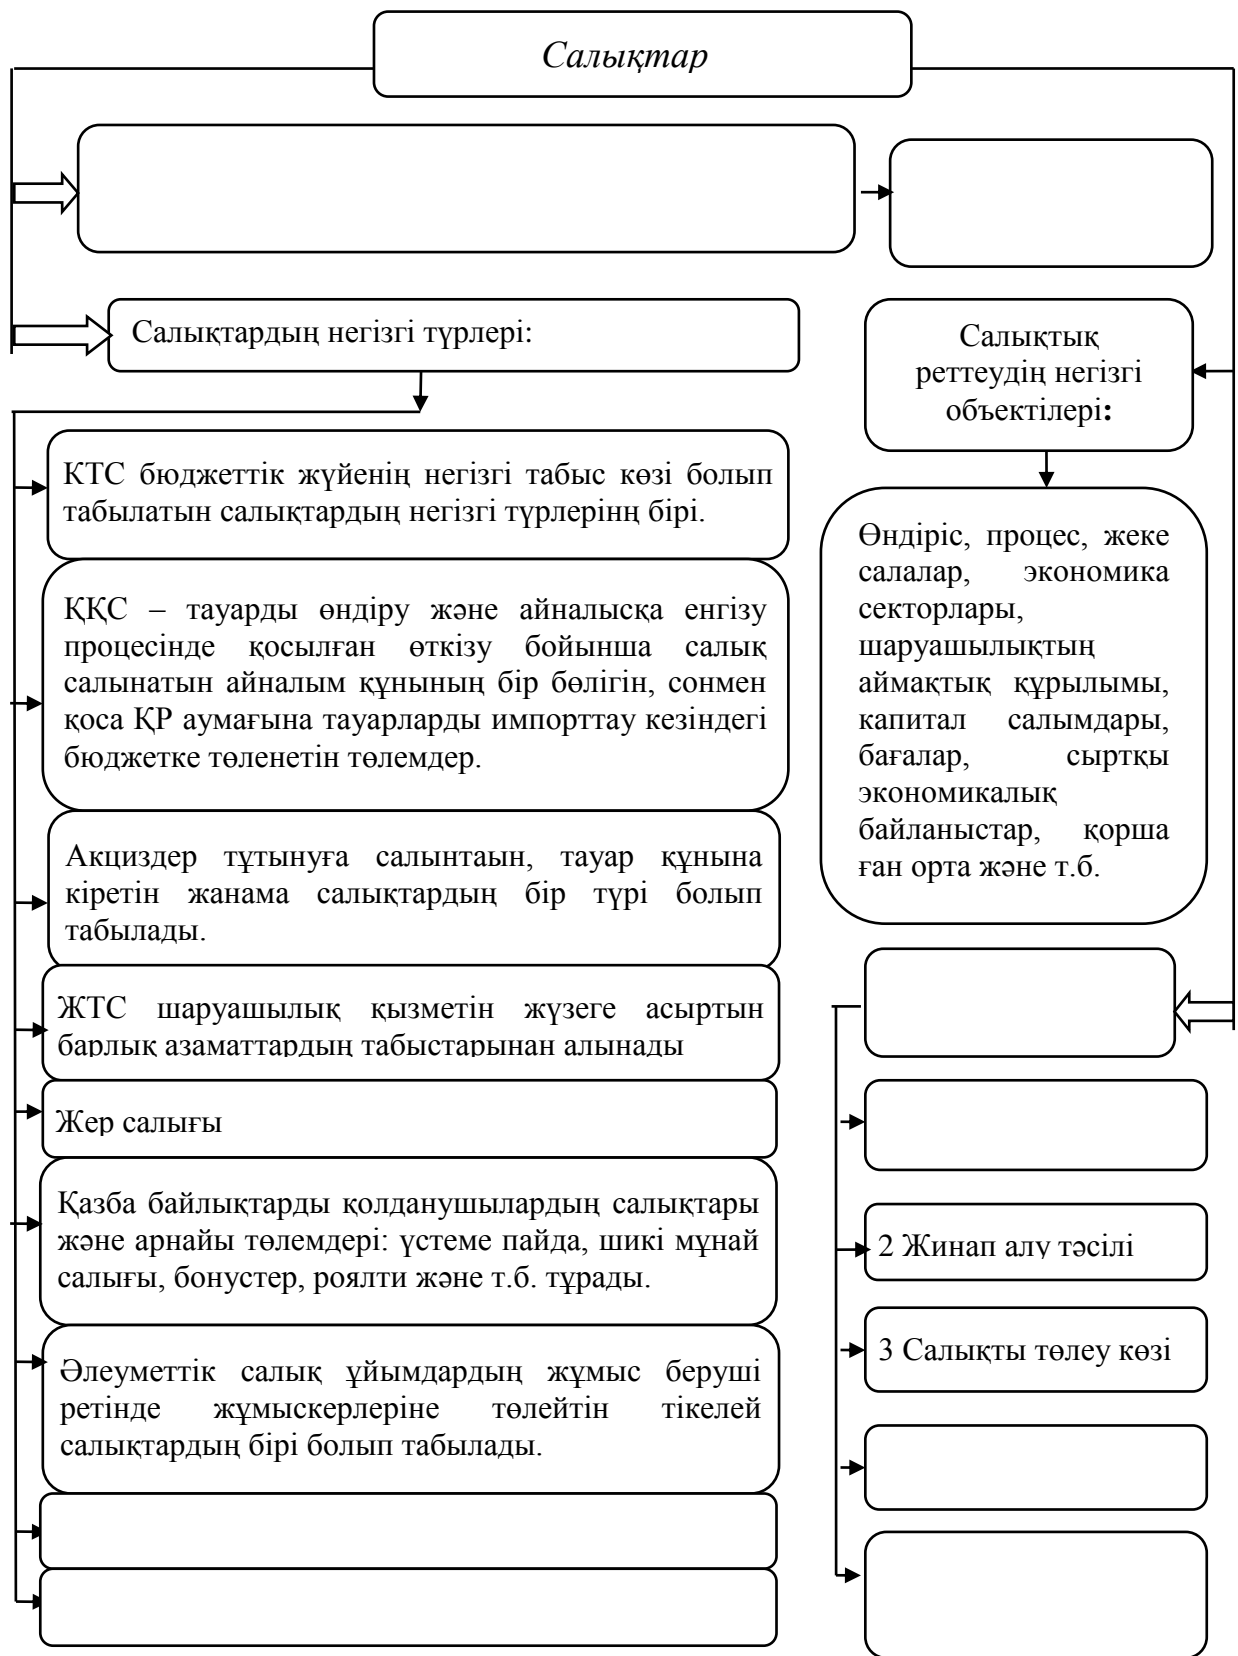 Салықтар
Салықтардың негізгі түрлері:
Салықтық
реттеудің негізгі
объектілері:
КТС бюджеттік жүйенің негізгі табыс көзі болып
табылатын салықтардың негізгі түрлерінң бірі.
ҚҚС – тауарды өндіру және айналысқа енгізу
процесінде қосылған өткізу бойынша салық
салынатын айналым құнының бір бөлігін, сонмен
қоса ҚР аумағына тауарларды импорттау кезіндегі
бюджетке төленетін төлемдер.
Акциздер тұтынуға салынтаын, тауар құнына
кіретін жанама салықтардың бір түрі болып
табылады.
ЖТС шаруашылық қызметін жүзеге асыртын
барлық азаматтардың табыстарынан алынады
Жер салығы
Қазба байлықтарды қолданушылардың салықтары
және арнайы төлемдері: үстеме пайда, шикі мұнай
салығы, бонустер, роялти және т.б. тұрады.
Әлеуметтік салық ұйымдардың жұмыс беруші
ретінде жұмыскерлеріне төлейтін тікелей
салықтардың бірі болып табылады.
Өндіріс, процес, жеке
салалар, экономика
секторлары,
шаруашылықтың
аймақтық құрылымы,
капитал салымдары,
бағалар, сыртқы
экономикалық
байланыстар, қорша
ған орта және т.б.
2 Жинап алу тәсілі
3 Салықты төлеу көзі